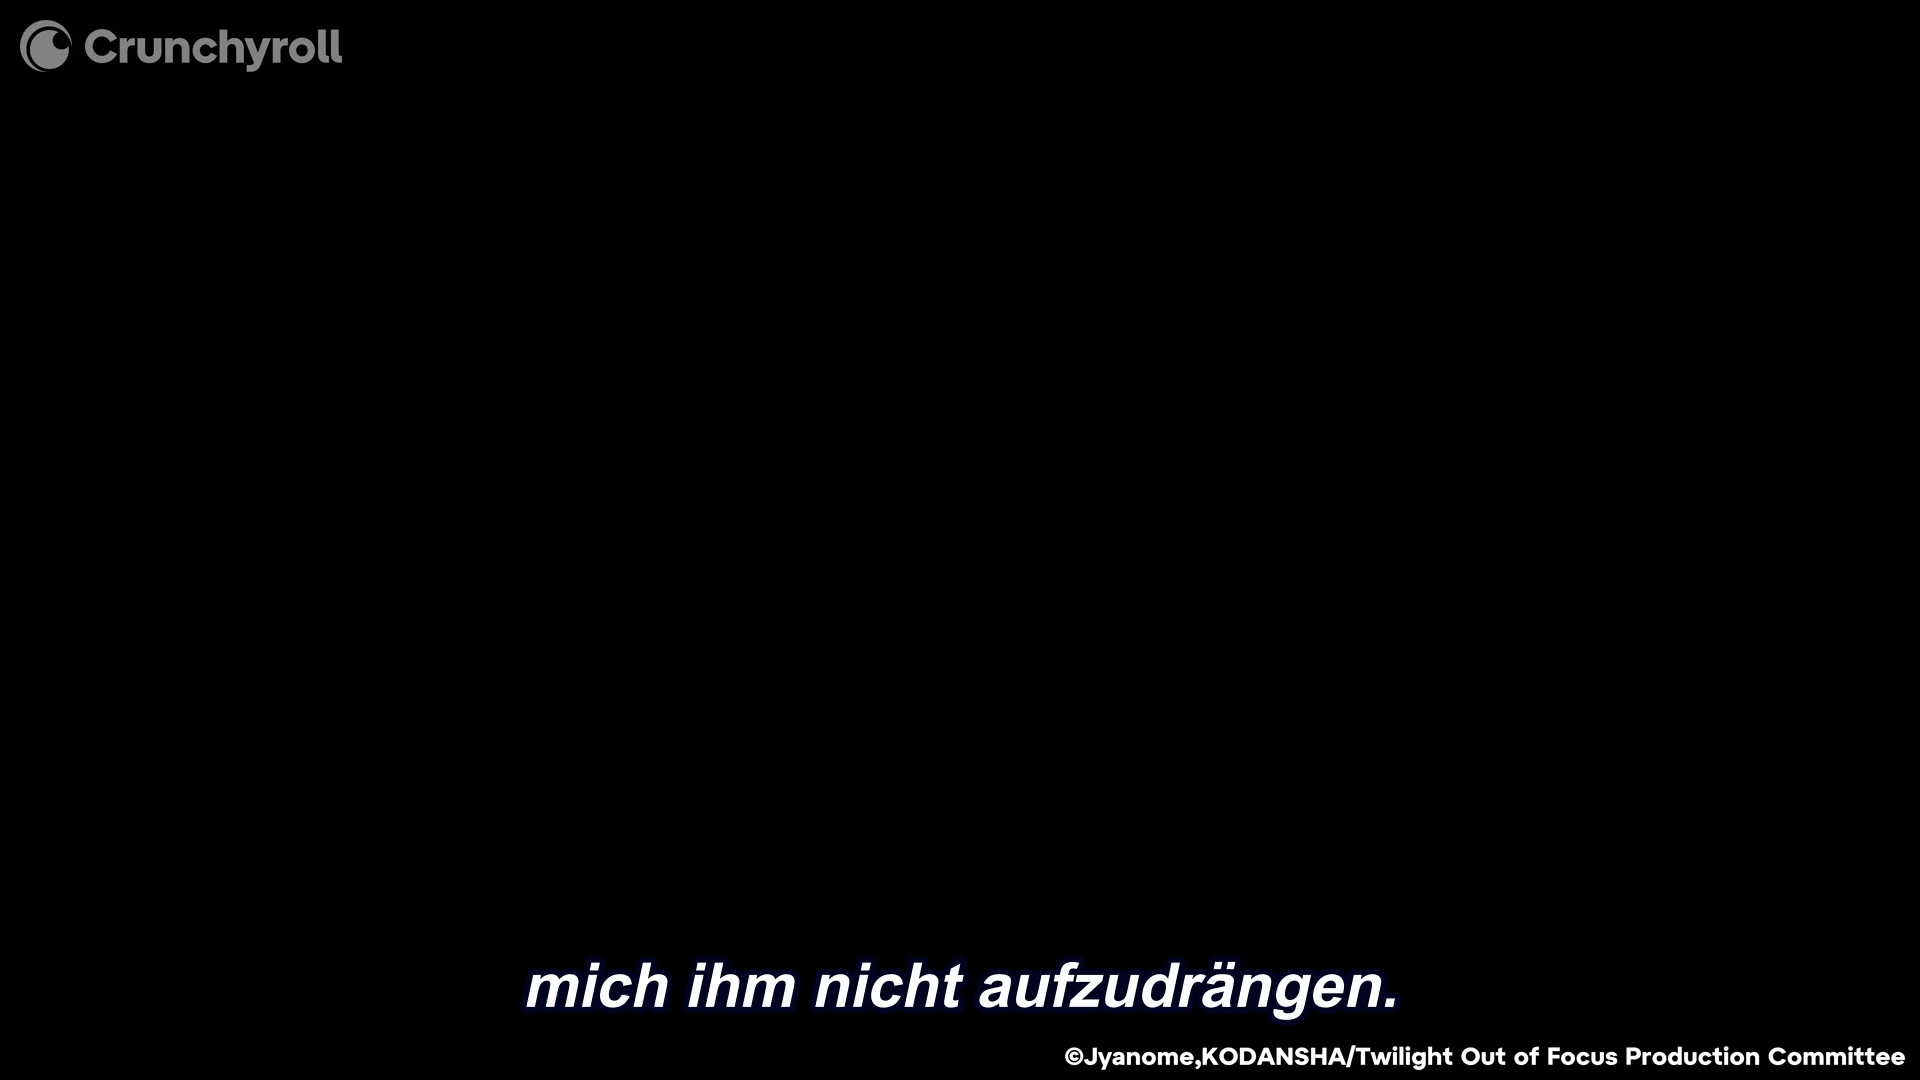 Crunchyroll
mich ihm nicht aufzudrängen.
©Jyanome,KODANSHA/Twilight Out of Focus Production Committee